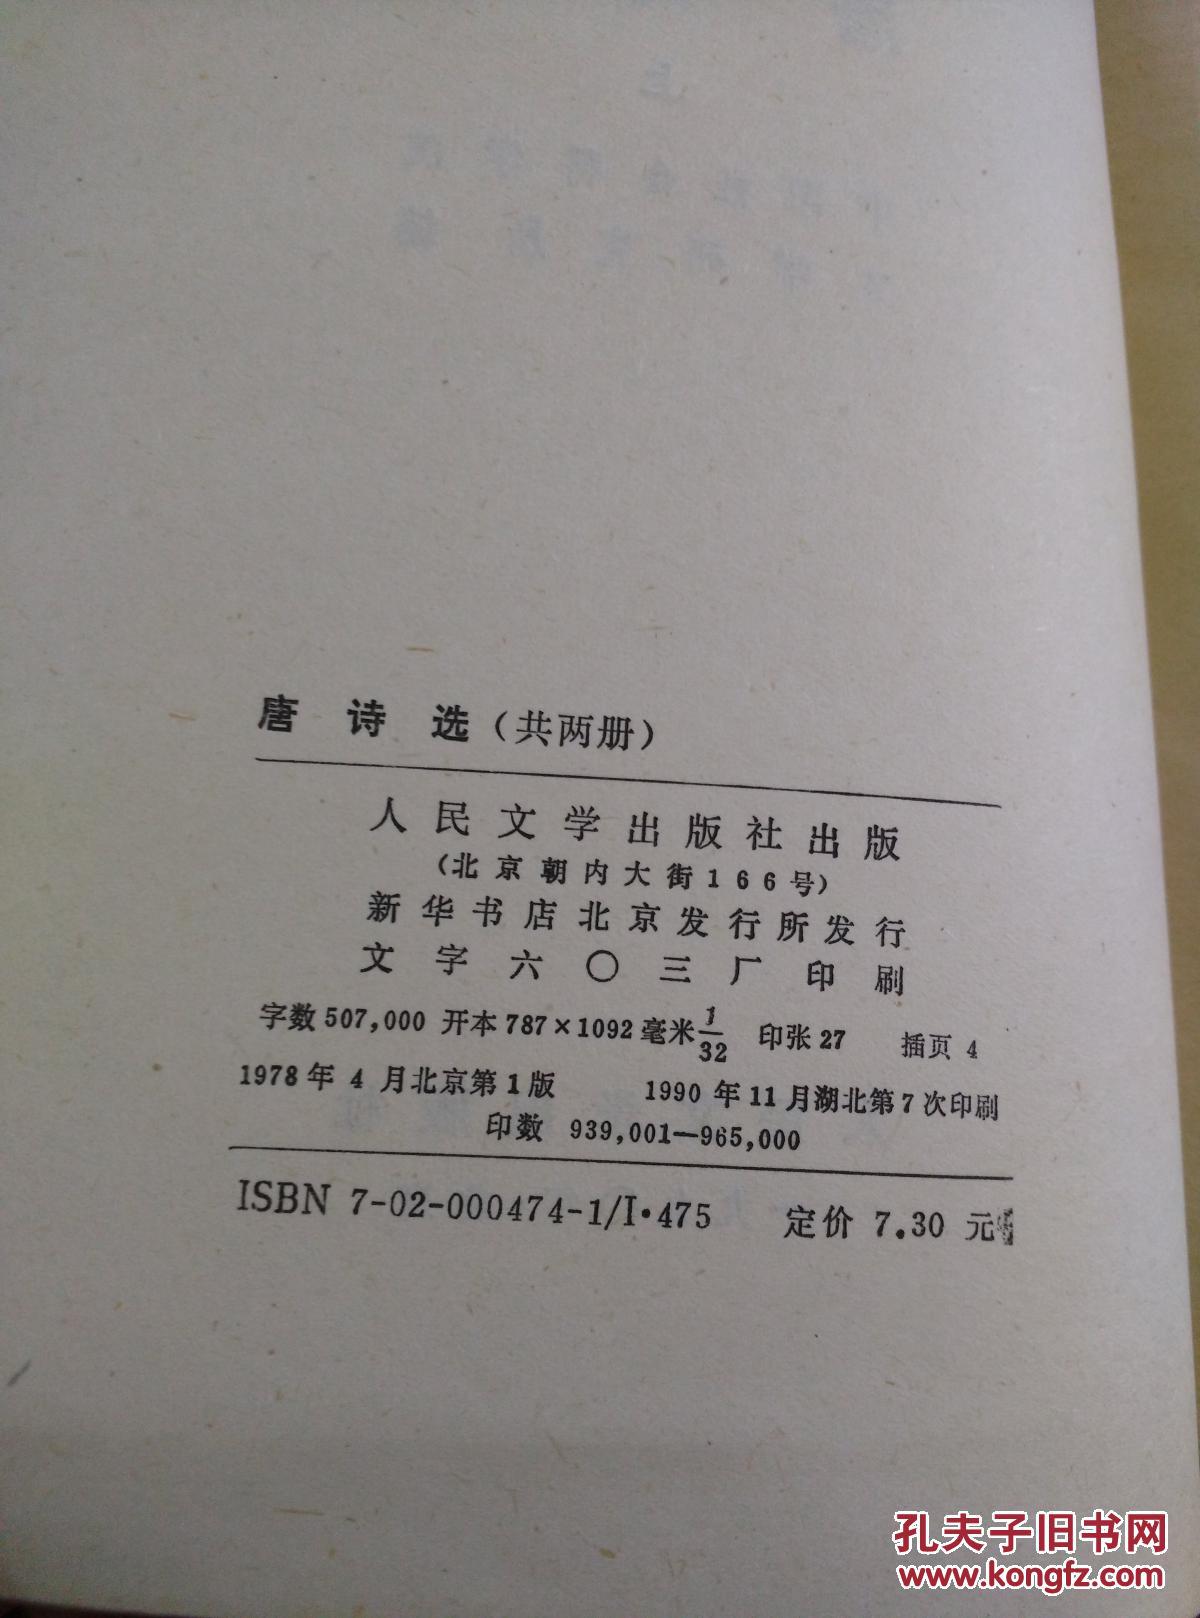 上
唐诗选（共两册）
人民文学出版社出版
（北京朝内大街166号）
新华书店北京发行所发行
文字六〇三厂印刷
字数 507,000 开本 787×1092 毫米 1/32 印张 27 插页 4
1978 年 4 月北京第 1 版 1990 年 11 月湖北第 7 次印刷
印数 939,001—965,000
ISBN 7-02-000474-1/I·475 定价 7.30 元
孔夫子旧书网
www.kongfz.com